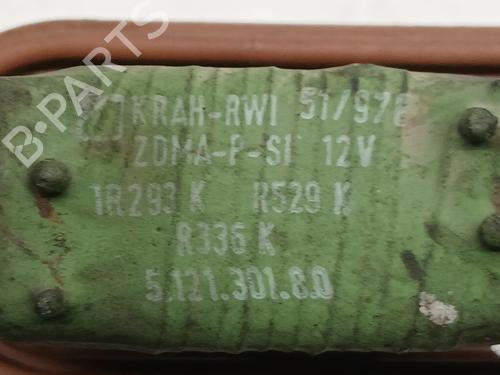 KRAH-RWI 51/97
ZDMA-P-SI 12V
1R293 K R529 K
R336 K
5.121.301.8.0
B-PARTS